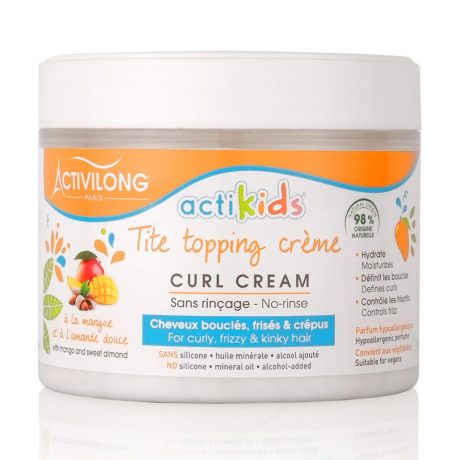 ACTIVILONG
PARIS
actikids
Tite topping crème
CURL CREAM
Sans rinçage - No-rinse
Cheveux bouclés, frisés & crépus
For curly, frizzy & kinky hair
SANS silicone • huile minérale • alcool ajouté
NO silicone • mineral oil • alcohol-added
à la mangue
et à l'amande douce
with mango and sweet almond
NATURAL ORIGIN
98 %
ORIGINE
NATURELLE
• Hydrate
Moisturizes
• Définit les boucles
Defines curls
• Contrôle les frisottis
Controls frizz
Parfum hypoallergénique
Hypoallergenic perfume
Convient aux végétaliens
Suitable for vegans